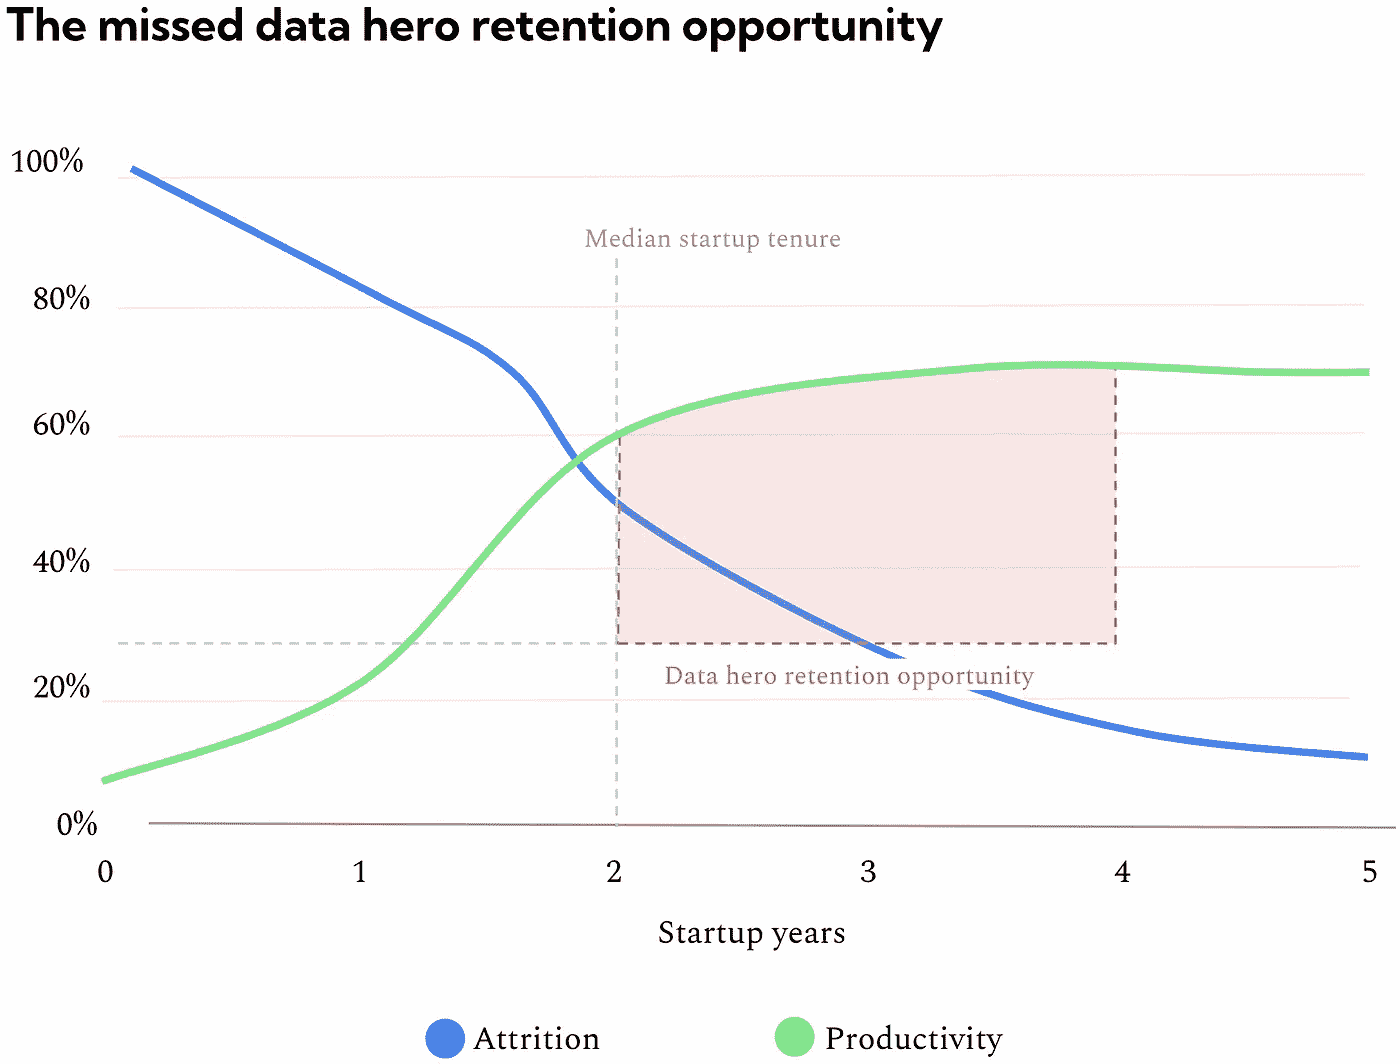 The missed data hero retention opportunity
100%
Median startup tenure
80%
60%
40%
Data hero retention opportunity
20%
0%
0 1 2 3 4 5
Startup years
Attrition Productivity